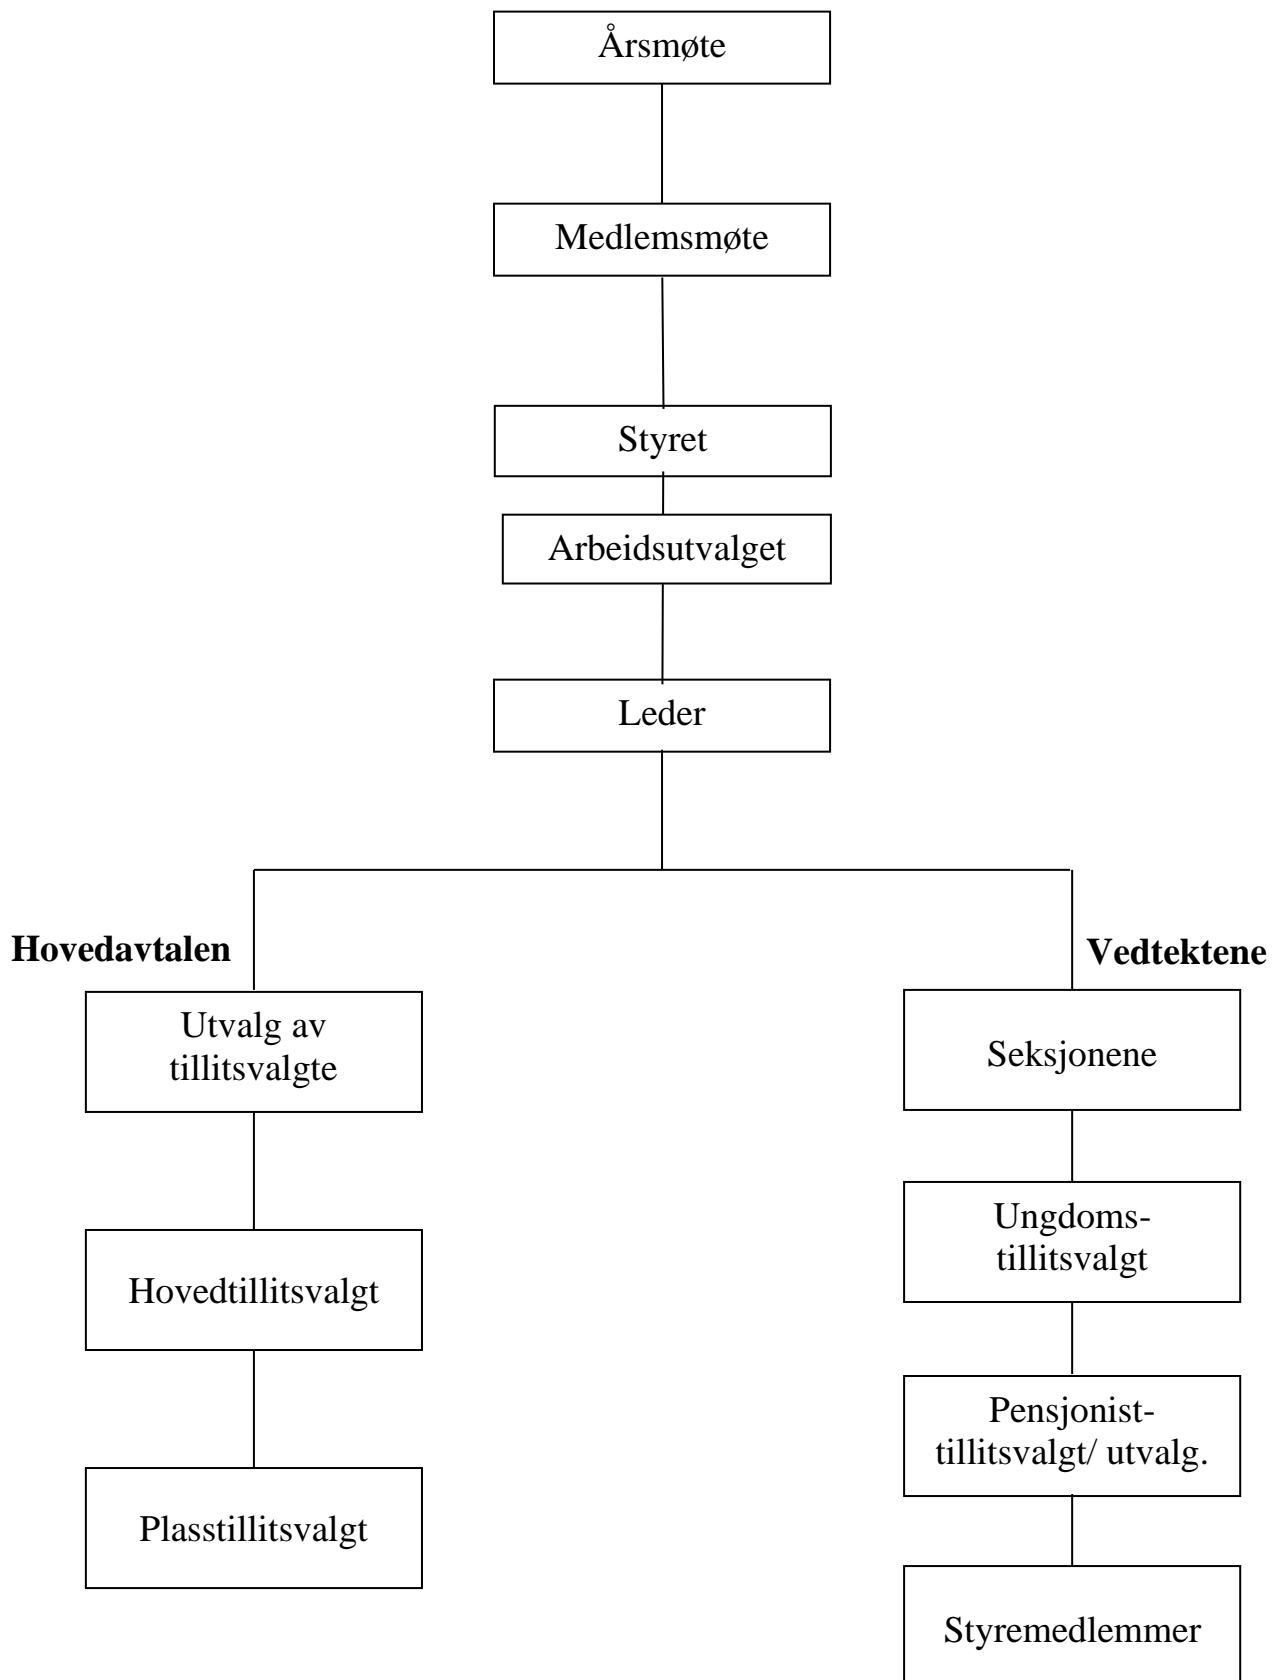 Årsmøte
Medlemsmøte
Styret
Arbeidsutvalget
Leder
Hovedavtalen
Utvalg av
tillitsvalgte
Hovedtillitsvalgt
Plasstillitsvalgt
Vedtektene
Seksjonene
Ungdoms-
tillitsvalgt
Pensjonist-
tillitsvalgt/ utvalg.
Styremedlemmer